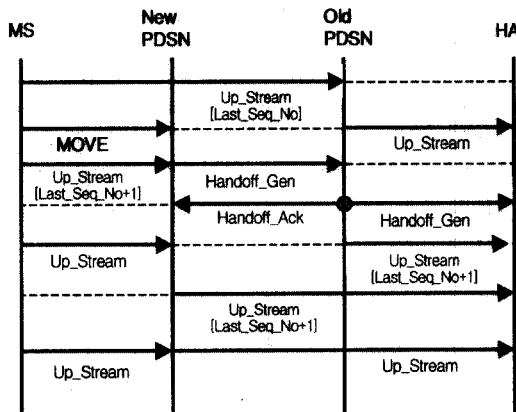 MS
New
PDSN
Old
PDSN
HA
Up_Stream
[Last_Seq_No]
MOVE
Up_Stream
Up_Stream
[Last_Seq_No+1]
Handoff_Gen
Handoff_Ack
Handoff_Gen
Up_Stream
Up_Stream
[Last_Seq_No+1]
Up_Stream
[Last_Seq_No+1]
Up_Stream
Up_Stream